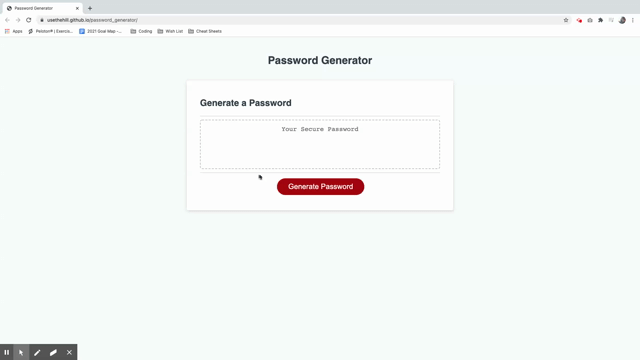 Password Generator
usethehill.github.io/password_generator/
Apps Peloton® | Exercis... 2021 Goal Map -... Coding Wish List Cheat Sheets
Password Generator
Generate a Password
Your Secure Password
Generate Password